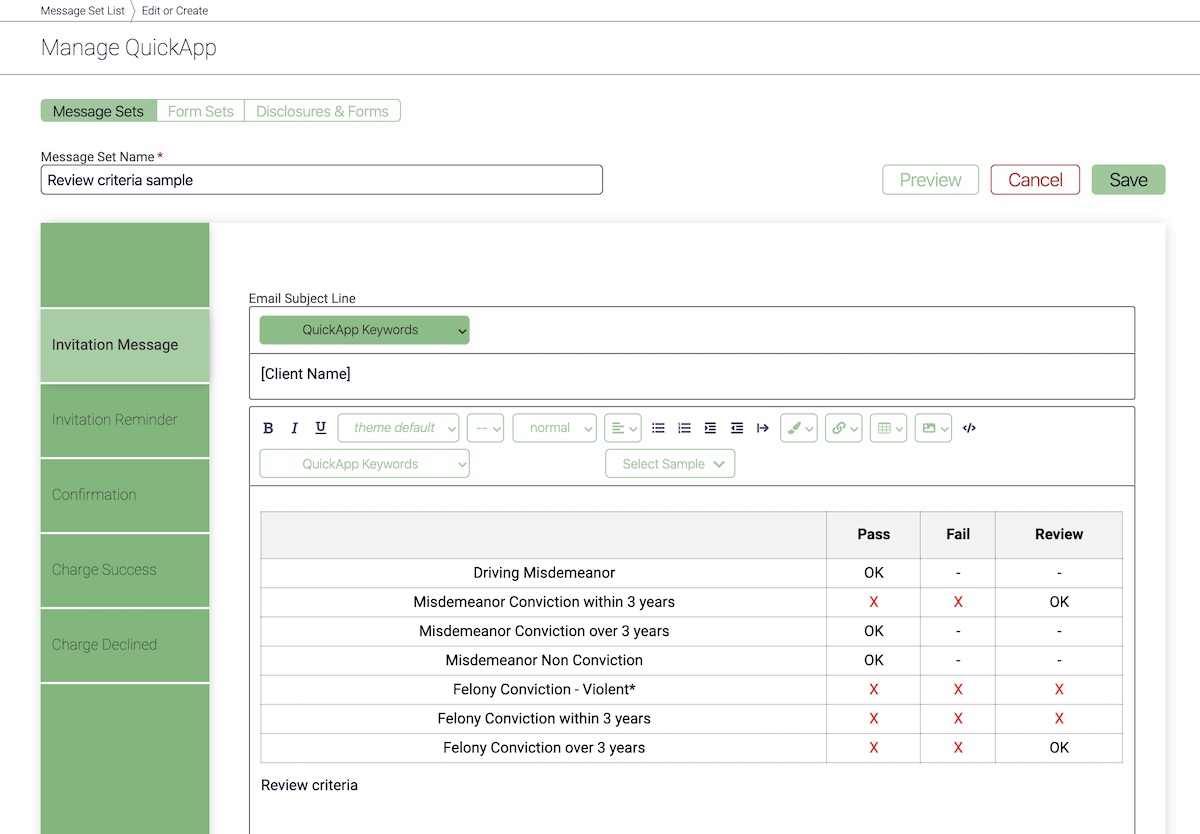 Message Set List Edit or Create
Manage QuickApp
Message Sets Form Sets Disclosures & Forms
Message Set Name *
Review criteria sample
Preview Cancel Save
Invitation Message
Invitation Reminder
Confirmation
Charge Success
Charge Declined
Email Subject Line
QuickApp Keywords
[Client Name]
B I U theme default -- normal
QuickApp Keywords Select Sample
Pass Fail Review
Driving Misdemeanor OK - -
Misdemeanor Conviction within 3 years X X OK
Misdemeanor Conviction over 3 years OK - -
Misdemeanor Non Conviction OK - -
Felony Conviction - Violent* X X X
Felony Conviction within 3 years X X X
Felony Conviction over 3 years X X OK
Review criteria